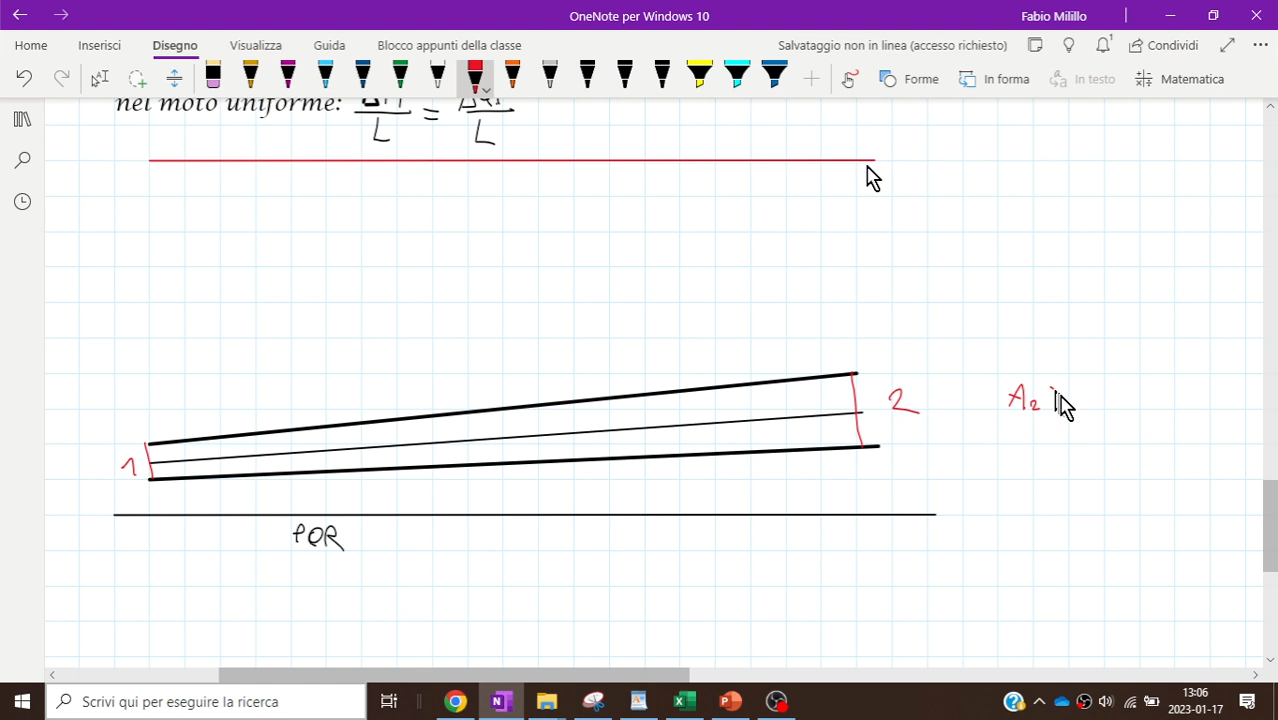 OneNote per Windows 10
Fabio Milillo
Home Inserisci Disegno Visualizza Guida Blocco appunti della classe Salvataggio non in linea (accesso richiesto) Condividi
Forme In forma In testo Matematica
nel moto uniforme:
L = L
2
A₂
1
PQR
Scrivi qui per eseguire la ricerca
13:06
2023-01-17